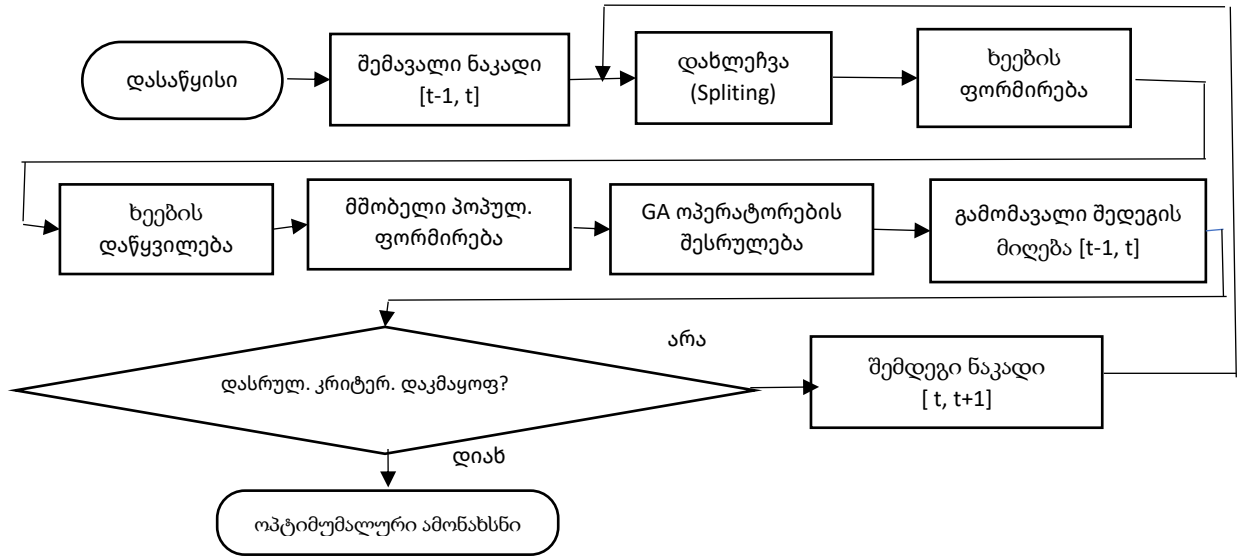 დასაწყისი
შემავალი ნაკადი
[t-1, t]
დახლეჩვა
(Spliting)
ხეების
ფორმირება
ხეების
დაწყვილება
მშობელი პოპულ.
ფორმირება
GA ოპერატორების
შესრულება
გამომავალი შედეგის
მიღება [t-1, t]
დასრულ. კრიტერ. დაკმაყოფ?
არა
შემდეგი ნაკადი
[ t, t+1]
დიახ
ოპტიმუმალური ამონახსნი